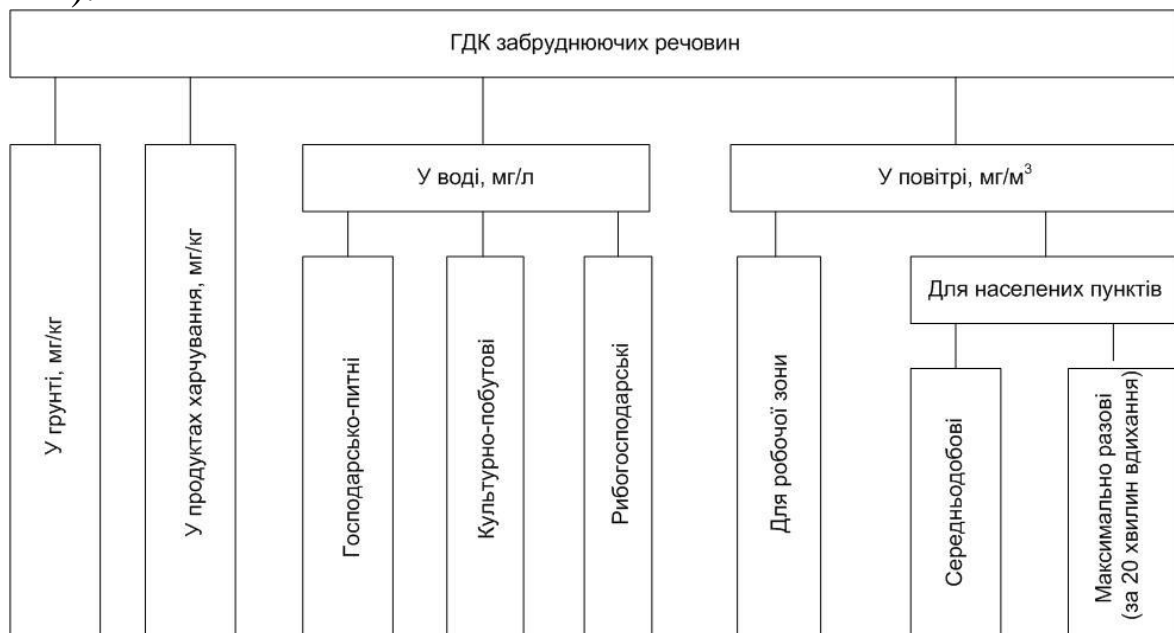 ).
ГДК забруднюючих речовин
У грунті, мг/кг
У продуктах харчування, мг/кг
У воді, мг/л
Господарсько-питні
Культурно-побутові
Рибогосподарські
У повітрі, мг/м³
Для робочої зони
Для населених пунктів
Середньодобові
Максимально разові
(за 20 хвилин вдихання)